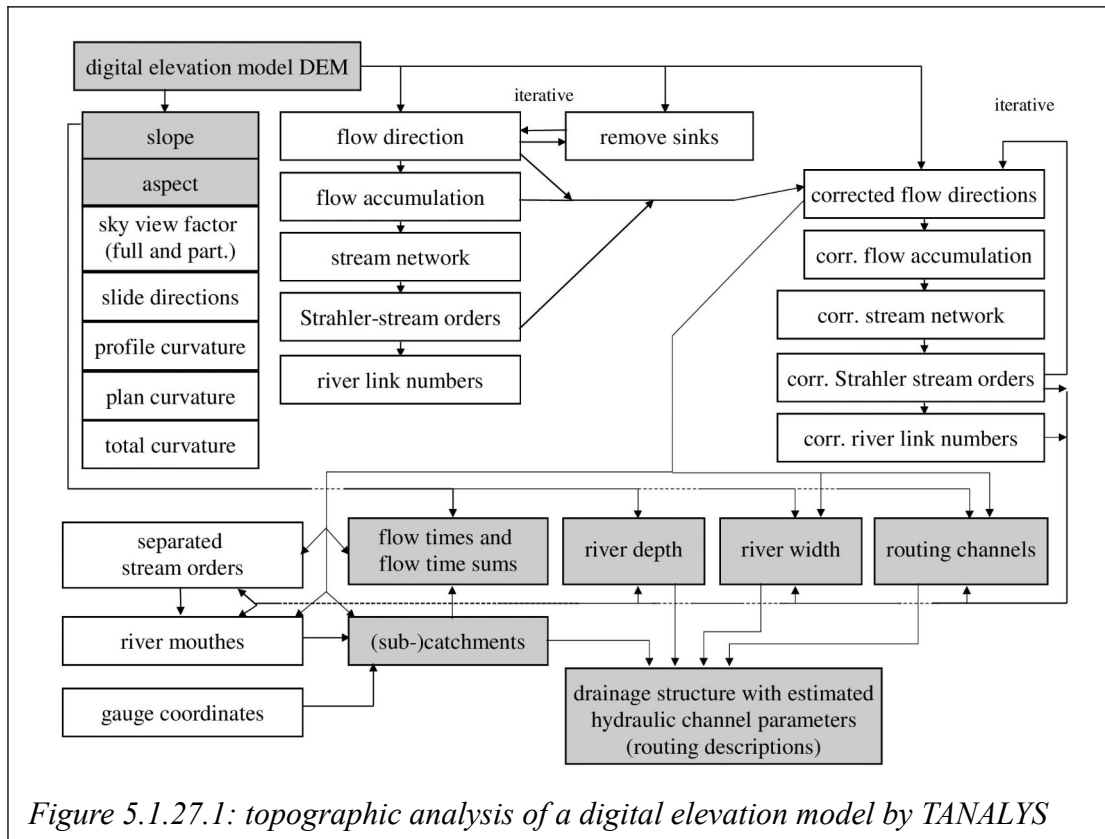 digital elevation model DEM
iterative
iterative
slope
flow direction
remove sinks
aspect
flow accumulation
corrected flow directions
sky view factor
(full and part.)
stream network
corr. flow accumulation
slide directions
Strahler-stream orders
corr. stream network
profile curvature
river link numbers
corr. Strahler stream orders
plan curvature
total curvature
corr. river link numbers
separated
stream orders
flow times and
flow time sums
river depth
river width
routing channels
river mouthes
(sub-)catchments
gauge coordinates
drainage structure with estimated
hydraulic channel parameters
(routing descriptions)
Figure 5.1.27.1: topographic analysis of a digital elevation model by TANALYS